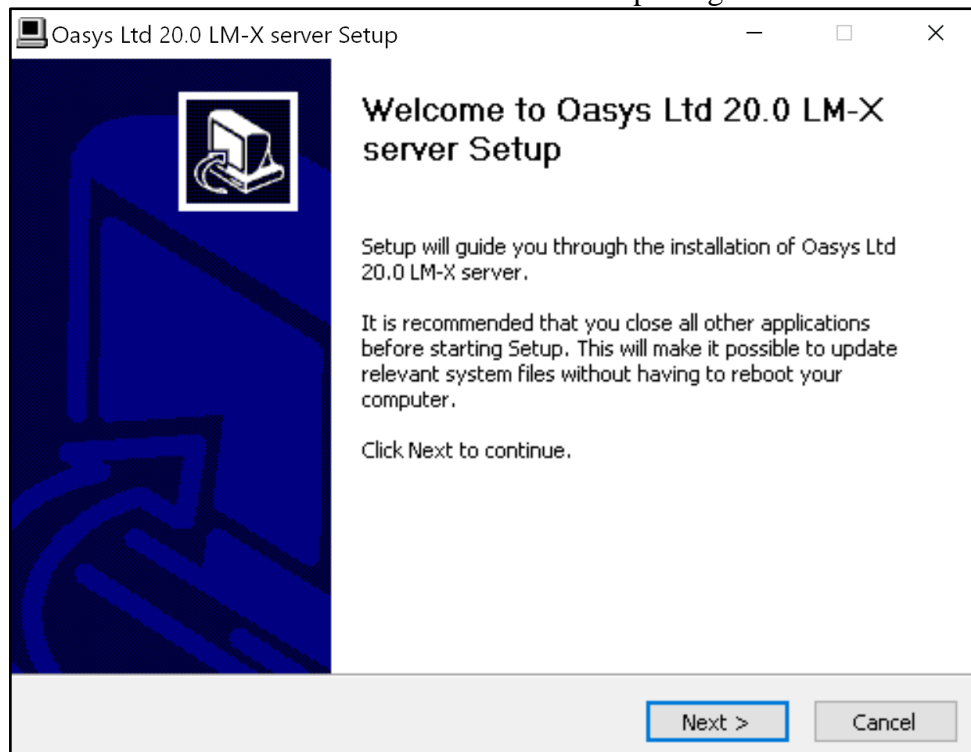 Oasys Ltd 20.0 LM-X server Setup
Welcome to Oasys Ltd 20.0 LM-X
server Setup
Setup will guide you through the installation of Oasys Ltd
20.0 LM-X server.
It is recommended that you close all other applications
before starting Setup. This will make it possible to update
relevant system files without having to reboot your
computer.
Click Next to continue.
Next >
Cancel